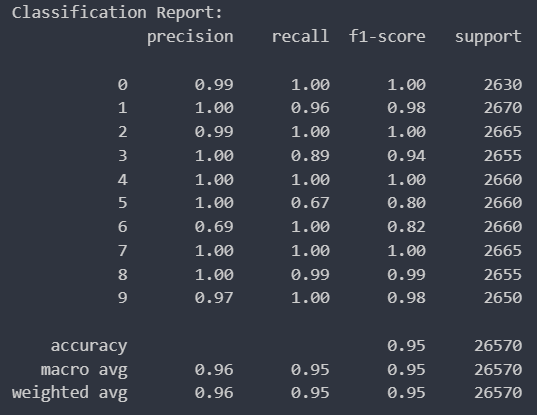 Classification Report:
precision recall f1-score support
0 0.99 1.00 1.00 2630
1 1.00 0.96 0.98 2670
2 0.99 1.00 1.00 2665
3 1.00 0.89 0.94 2655
4 1.00 1.00 1.00 2660
5 1.00 0.67 0.80 2660
6 0.69 1.00 0.82 2660
7 1.00 1.00 1.00 2665
8 1.00 0.99 0.99 2655
9 0.97 1.00 0.98 2650
accuracy 0.95 26570
macro avg 0.96 0.95 0.95 26570
weighted avg 0.96 0.95 0.95 26570